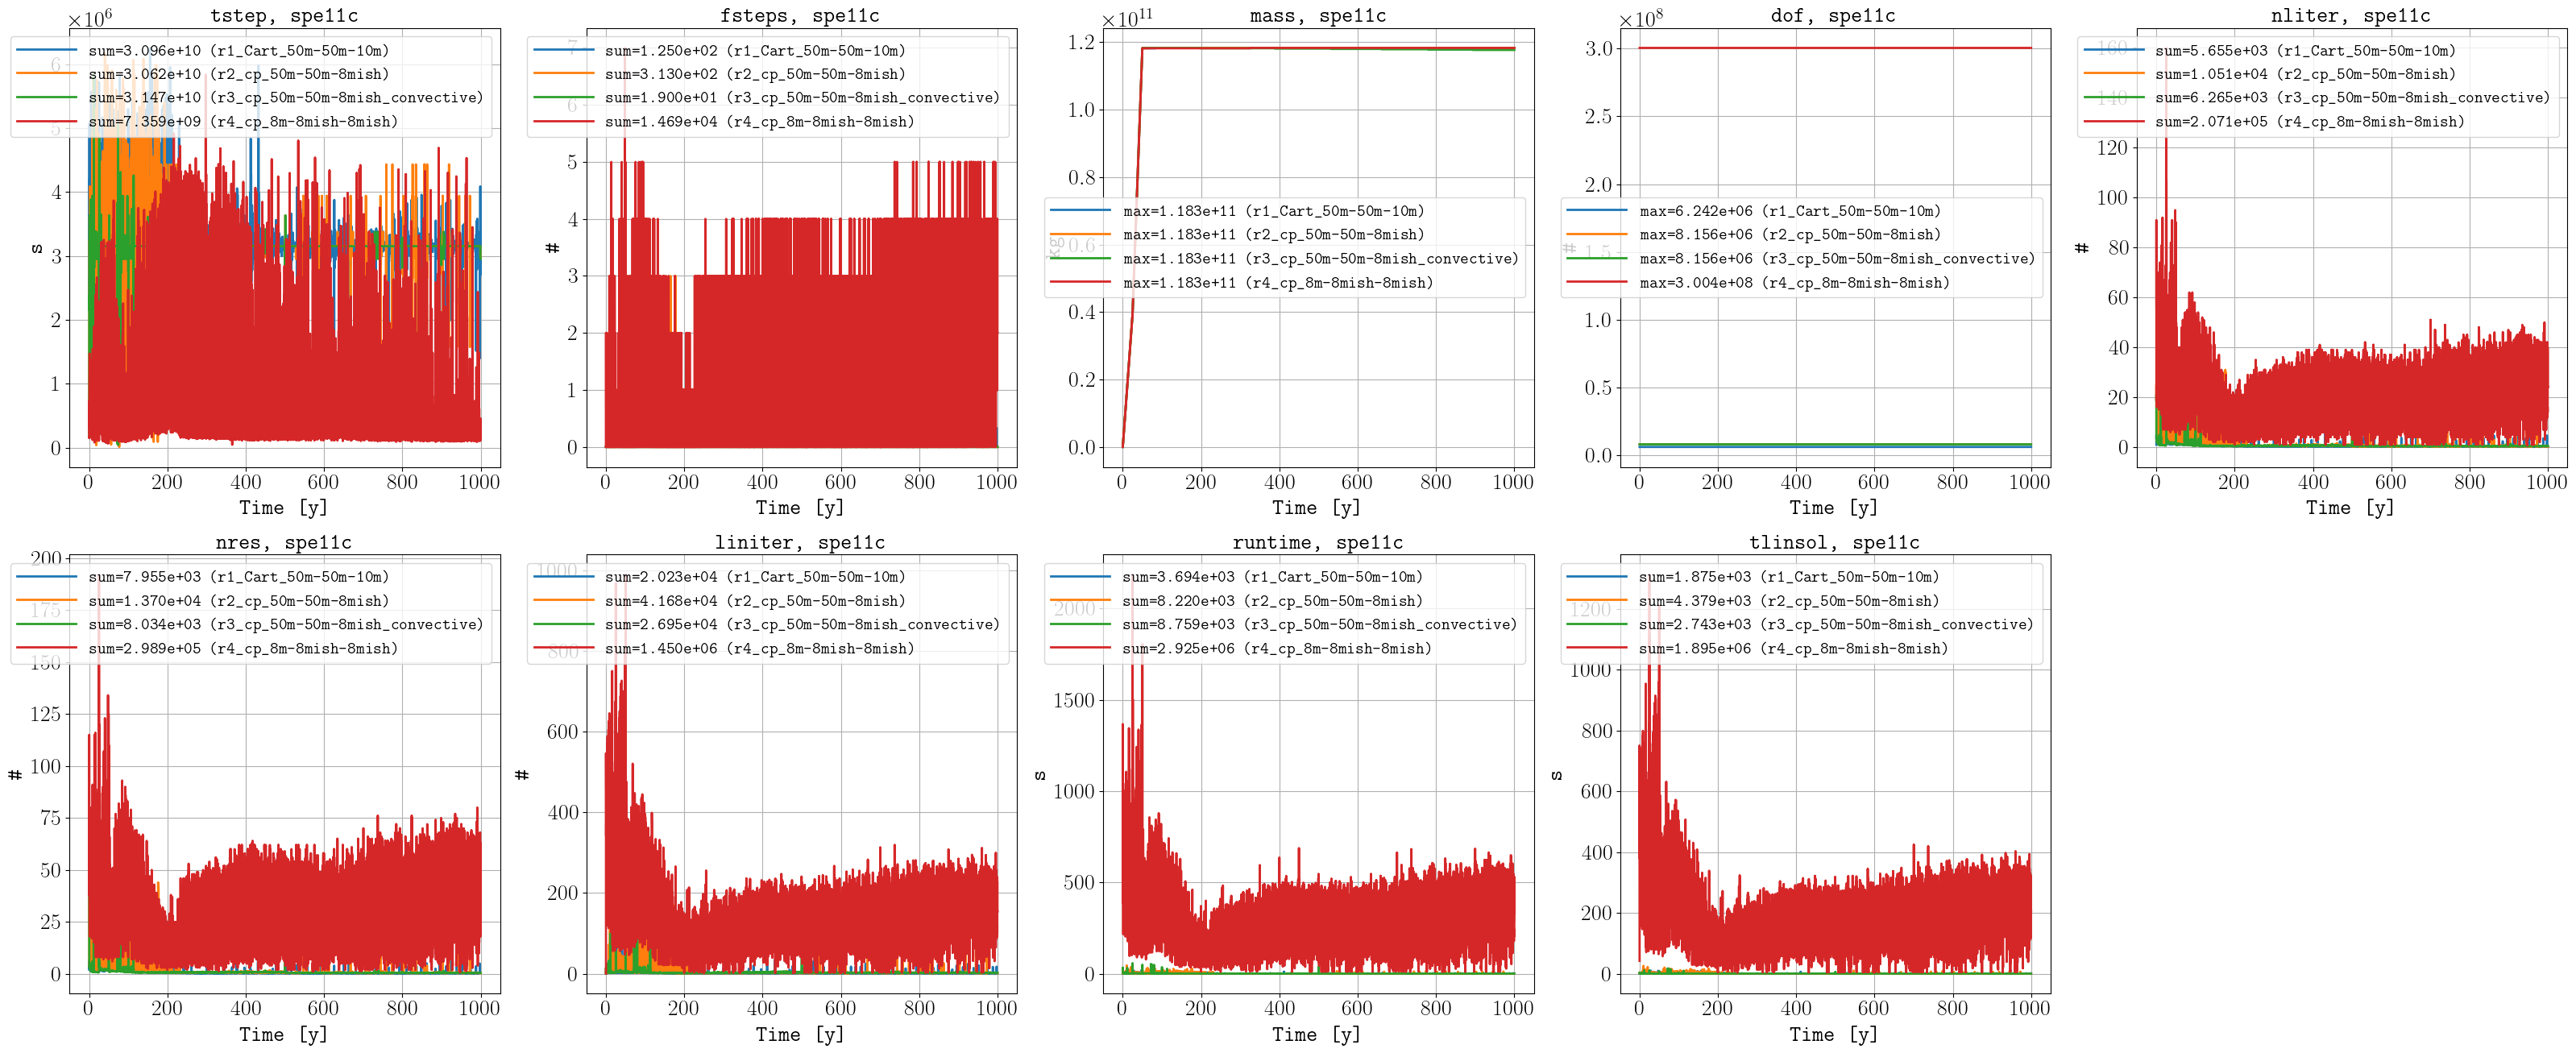 tstep, spe11c
×10⁶
sum=3.096e+10 (r1_Cart_50m-50m-10m)
sum=3.062e+10 (r2_cp_50m-50m-8mish)
sum=3.147e+10 (r3_cp_50m-50m-8mish_convective)
sum=7.359e+09 (r4_cp_8m-8mish-8mish)
6
5
4
3
2
1
0
s
0 200 400 600 800 1000
Time [y]
fsteps, spe11c
sum=1.250e+02 (r1_Cart_50m-50m-10m)
sum=3.130e+02 (r2_cp_50m-50m-8mish)
sum=1.900e+01 (r3_cp_50m-50m-8mish_convective)
sum=1.469e+04 (r4_cp_8m-8mish-8mish)
7
6
5
4
3
2
1
0
#
0 200 400 600 800 1000
Time [y]
mass, spe11c
×10¹¹
1.2
1.0
0.8
max=1.183e+11 (r1_Cart_50m-50m-10m)
max=1.183e+11 (r2_cp_50m-50m-8mish)
max=1.183e+11 (r3_cp_50m-50m-8mish_convective)
max=1.183e+11 (r4_cp_8m-8mish-8mish)
0.6
0.4
0.2
0.0
kg
0 200 400 600 800 1000
Time [y]
dof, spe11c
×10⁸
3.0
2.5
2.0
max=6.242e+06 (r1_Cart_50m-50m-10m)
max=8.156e+06 (r2_cp_50m-50m-8mish)
max=8.156e+06 (r3_cp_50m-50m-8mish_convective)
max=3.004e+08 (r4_cp_8m-8mish-8mish)
1.5
1.0
0.5
0.0
#
0 200 400 600 800 1000
Time [y]
nliter, spe11c
sum=5.655e+03 (r1_Cart_50m-50m-10m)
sum=1.051e+04 (r2_cp_50m-50m-8mish)
sum=6.265e+03 (r3_cp_50m-50m-8mish_convective)
sum=2.071e+05 (r4_cp_8m-8mish-8mish)
160
140
120
100
80
60
40
20
0
#
0 200 400 600 800 1000
Time [y]
nres, spe11c
sum=7.955e+03 (r1_Cart_50m-50m-10m)
sum=1.370e+04 (r2_cp_50m-50m-8mish)
sum=8.034e+03 (r3_cp_50m-50m-8mish_convective)
sum=2.989e+05 (r4_cp_8m-8mish-8mish)
200
175
150
125
100
75
50
25
0
#
0 200 400 600 800 1000
Time [y]
liniter, spe11c
sum=2.023e+04 (r1_Cart_50m-50m-10m)
sum=4.168e+04 (r2_cp_50m-50m-8mish)
sum=2.695e+04 (r3_cp_50m-50m-8mish_convective)
sum=1.450e+06 (r4_cp_8m-8mish-8mish)
1000
800
600
400
200
0
#
0 200 400 600 800 1000
Time [y]
runtime, spe11c
sum=3.694e+03 (r1_Cart_50m-50m-10m)
sum=8.220e+03 (r2_cp_50m-50m-8mish)
sum=8.759e+03 (r3_cp_50m-50m-8mish_convective)
sum=2.925e+06 (r4_cp_8m-8mish-8mish)
2000
1500
1000
500
0
s
0 200 400 600 800 1000
Time [y]
tlinsol, spe11c
sum=1.875e+03 (r1_Cart_50m-50m-10m)
sum=4.379e+03 (r2_cp_50m-50m-8mish)
sum=2.743e+03 (r3_cp_50m-50m-8mish_convective)
sum=1.895e+06 (r4_cp_8m-8mish-8mish)
1200
1000
800
600
400
200
0
s
0 200 400 600 800 1000
Time [y]